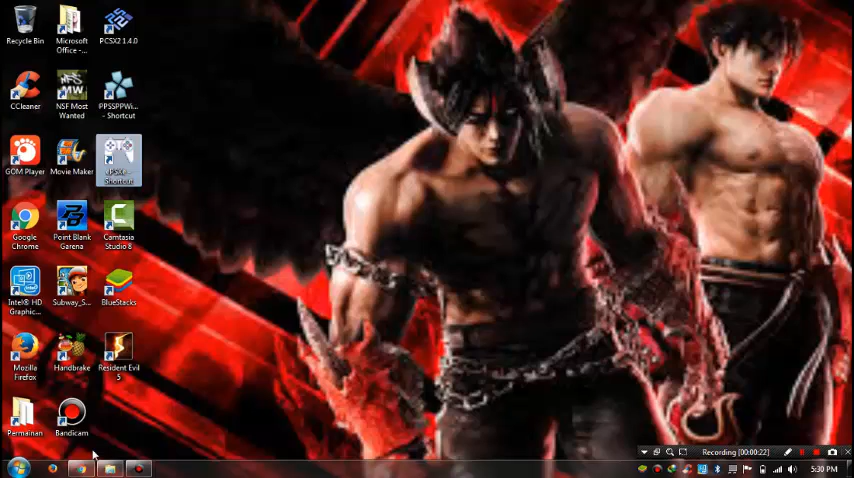 Recycle Bin
Microsoft
Office -...
PCSX2 1.4.0
CCleaner
NSF Most
Wanted
PPSSPPWi...
- Shortcut
GOM Player
Movie Maker
ePSXe -
Shortcut
Google
Chrome
Point Blank
Garena
Camtasia
Studio 8
Intel® HD
Graphic...
Subway_S...
BlueStacks
Mozilla
Firefox
Handbrake
Resident Evil
5
Permainan
Bandicam
Recording [00:00:22]
5:30 PM